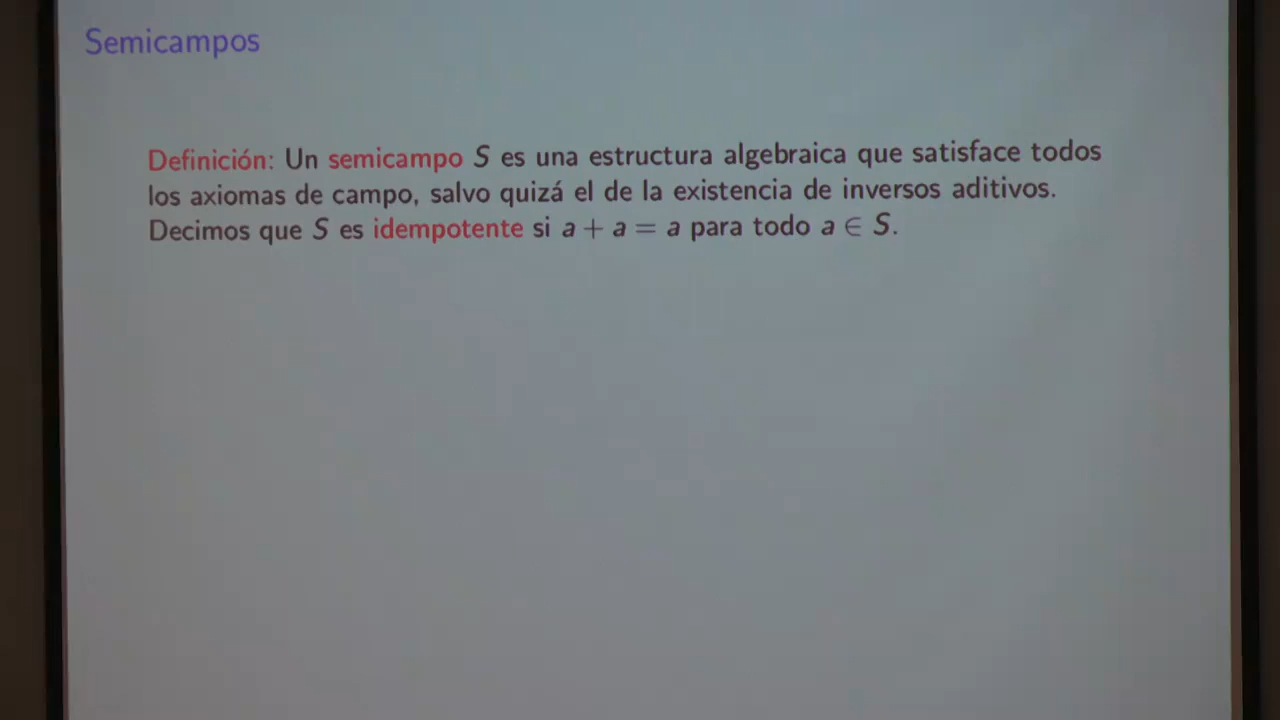 Semicampos
Definición: Un semicampo S es una estructura algebraica que satisface todos
los axiomas de campo, salvo quizá el de la existencia de inversos aditivos.
Decimos que S es idempotente si a + a = a para todo a ∈ S.